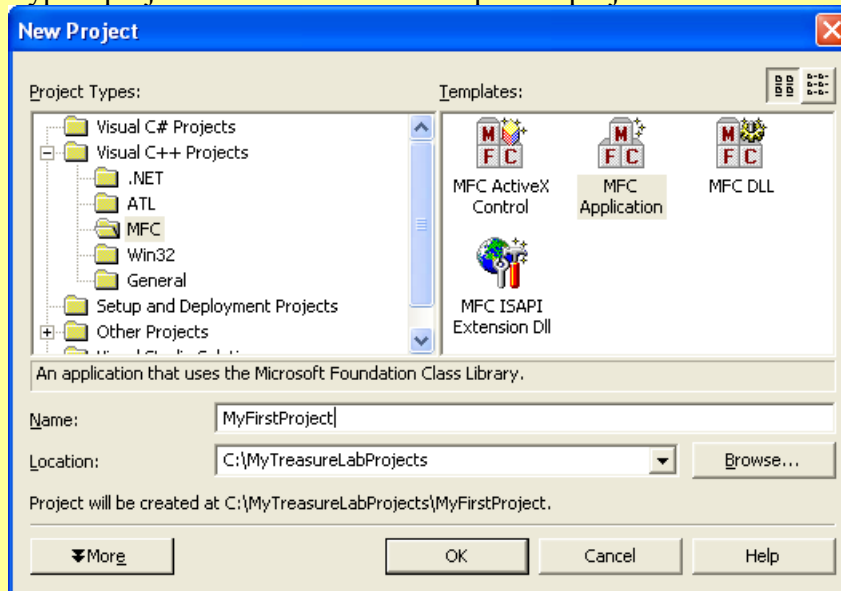 New Project
Project Types:
Templates:
Visual C# Projects
Visual C++ Projects
.NET
ATL
MFC
Win32
General
Setup and Deployment Projects
Other Projects
MFC ActiveX
Control
MFC
Application
MFC DLL
MFC ISAPI
Extension Dll
An application that uses the Microsoft Foundation Class Library.
Name:
MyFirstProject
Location:
C:\MyTreasureLabProjects
Browse...
Project will be created at C:\MyTreasureLabProjects\MyFirstProject.
More
OK
Cancel
Help